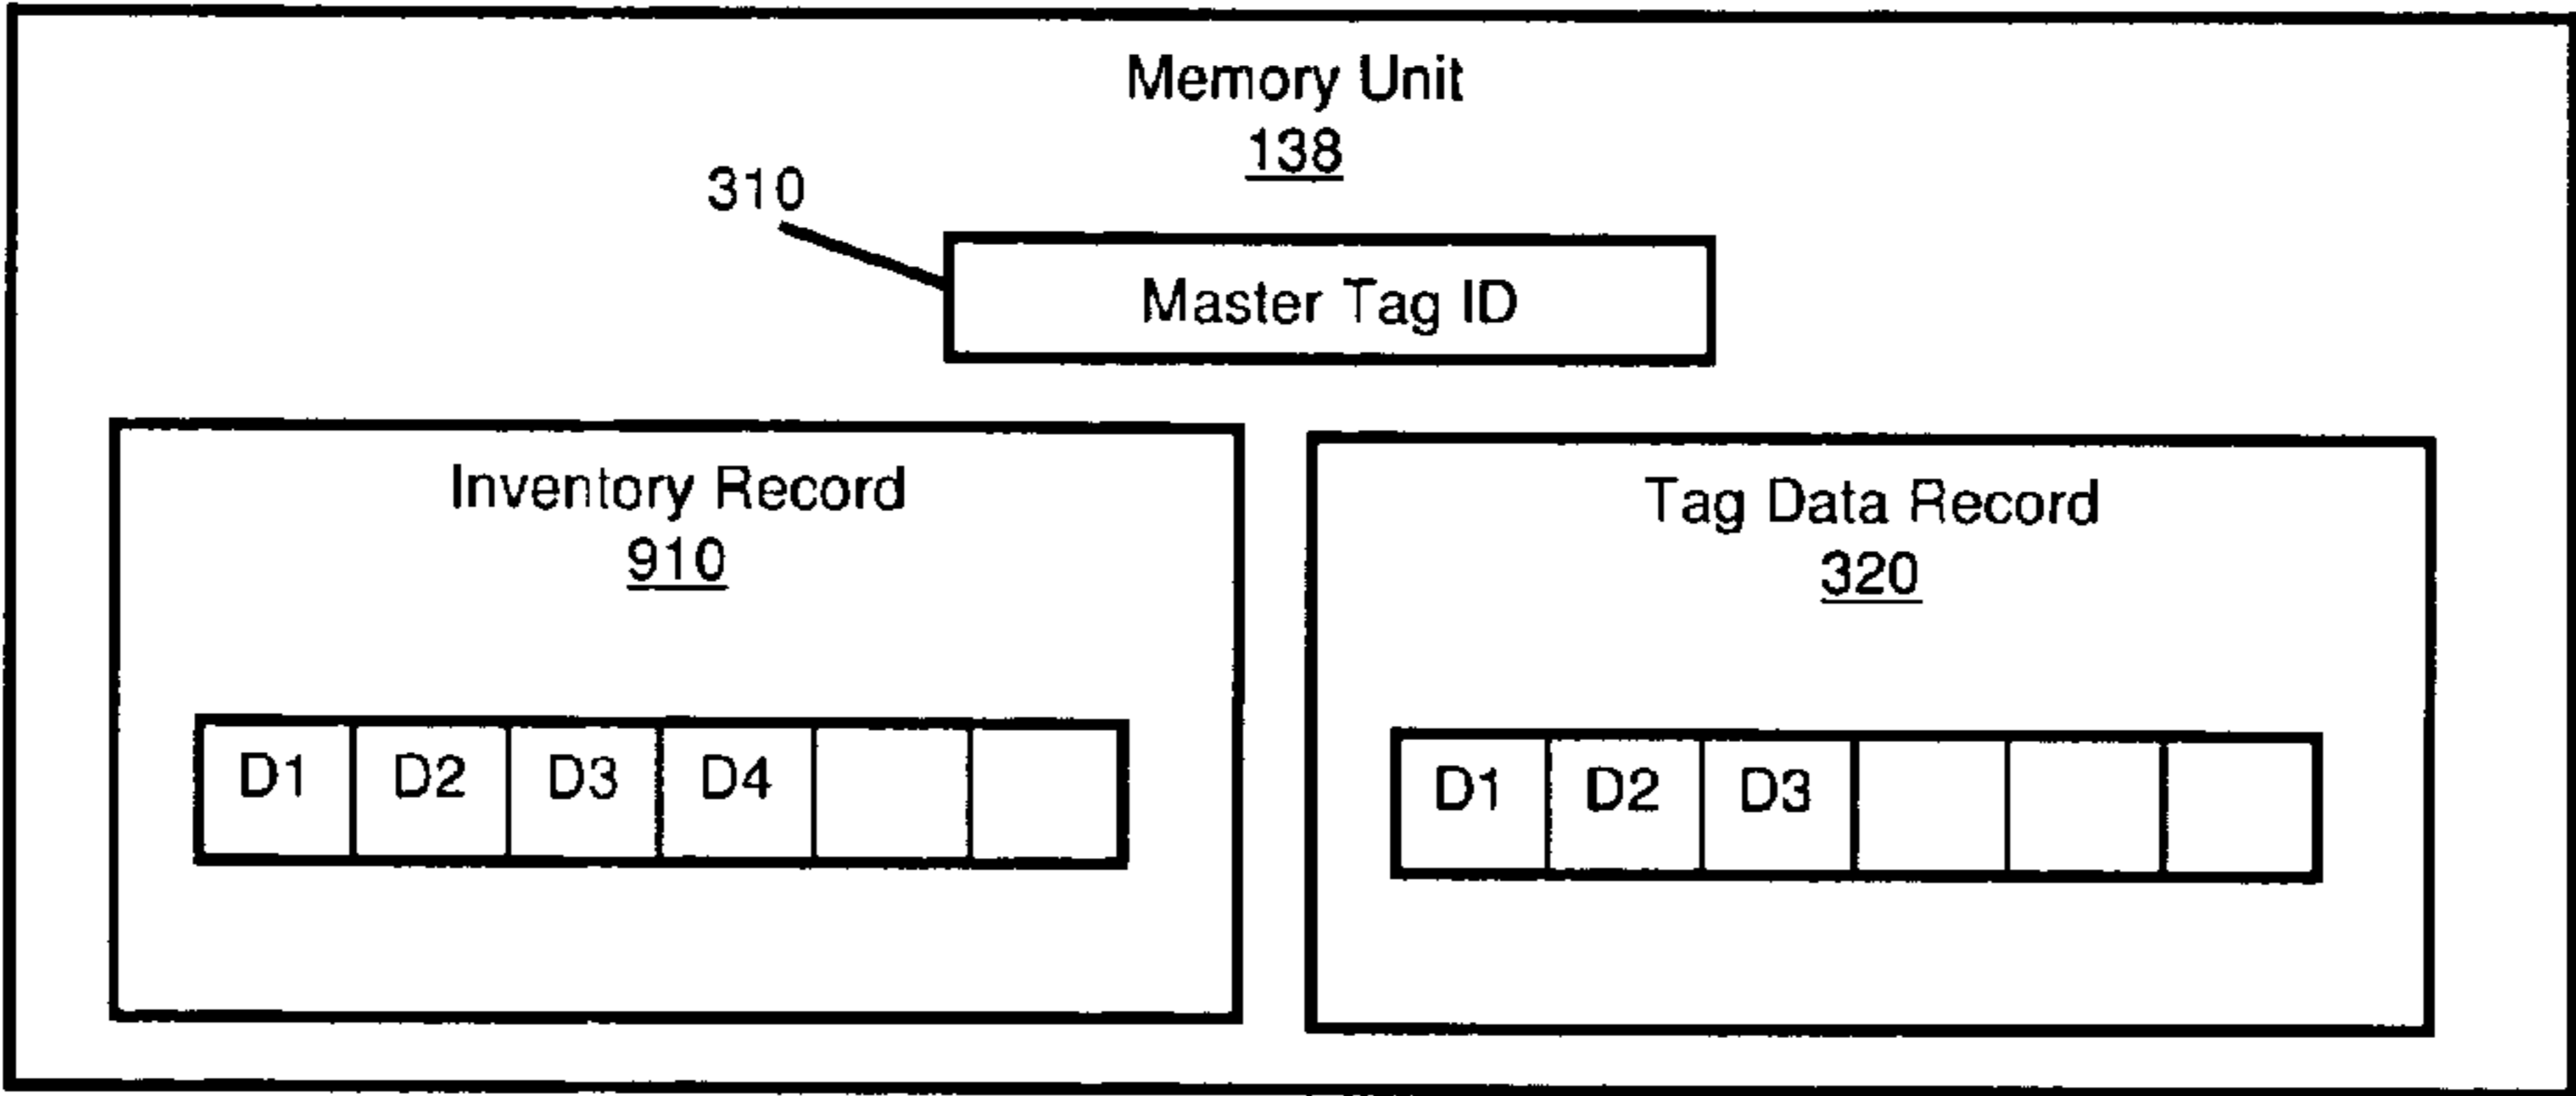 Memory Unit
138
310
Master Tag ID
Inventory Record
910
D1 D2 D3 D4
Tag Data Record
320
D1 D2 D3